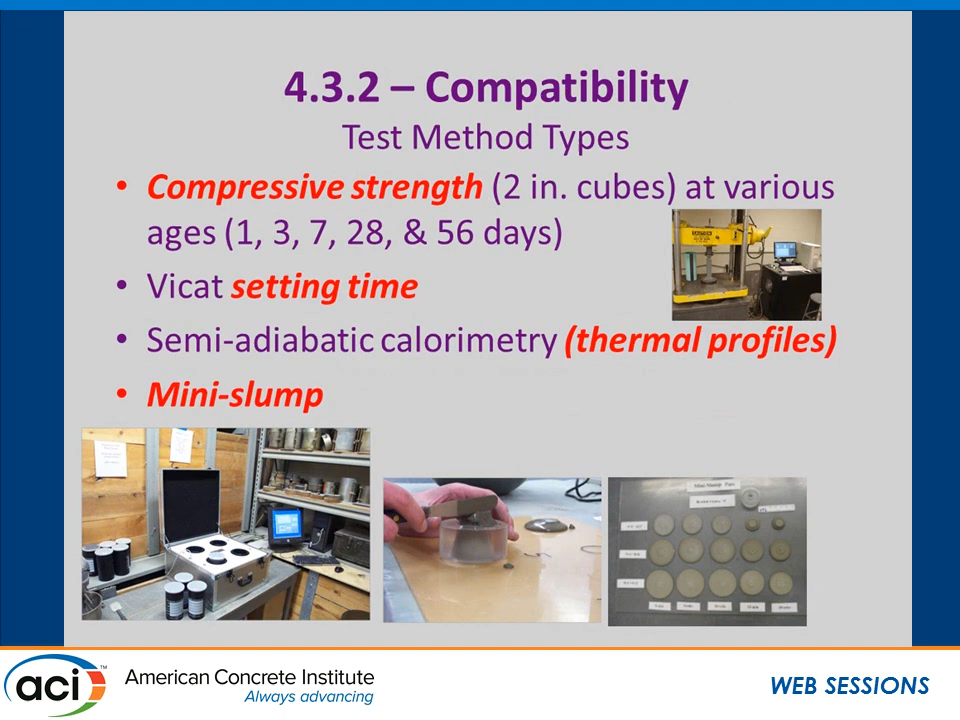 4.3.2 – Compatibility
Test Method Types
• Compressive strength (2 in. cubes) at various
ages (1, 3, 7, 28, & 56 days)
• Vicat setting time
• Semi-adiabatic calorimetry (thermal profiles)
• Mini-slump
aci™
American Concrete Institute
Always advancing
WEB SESSIONS